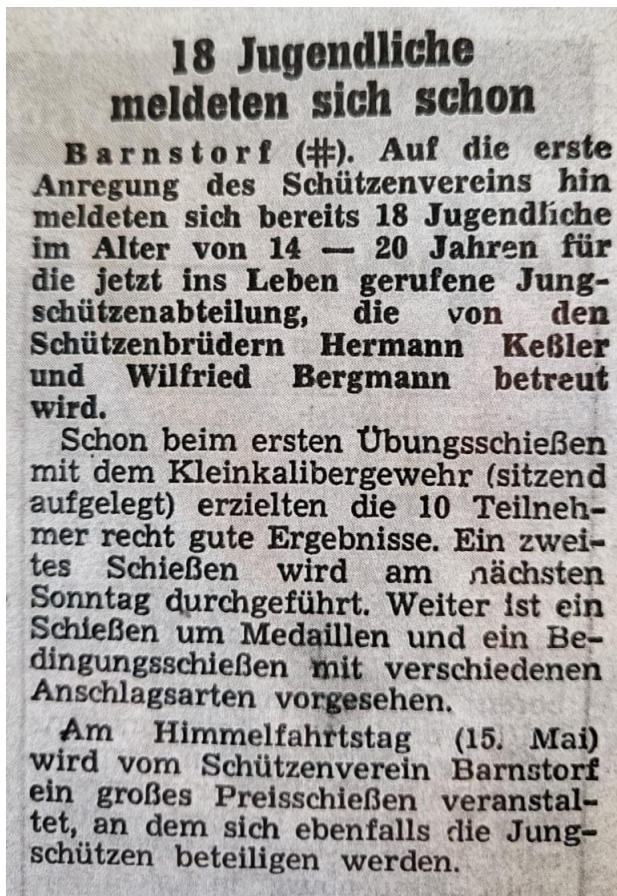 18 Jugendliche
meldeten sich schon
Barnstorf (#). Auf die erste
Anregung des Schützenvereins hin
meldeten sich bereits 18 Jugendliche
im Alter von 14 — 20 Jahren für
die jetzt ins Leben gerufene Jung-
schützenabteilung, die von den
Schützenbrüdern Hermann Keßler
und Wilfried Bergmann betreut
wird.
Schon beim ersten Übungsschießen
mit dem Kleinkalibergewehr (sitzend
aufgelegt) erzielten die 10 Teilneh-
mer recht gute Ergebnisse. Ein zwei-
tes Schießen wird am nächsten
Sonntag durchgeführt. Weiter ist ein
Schießen um Medaillen und ein Be-
dingungsschießen mit verschiedenen
Anschlagsarten vorgesehen.
Am Himmelfahrtstag (15. Mai)
wird vom Schützenverein Barnstorf
ein großes Preisschießen veranstal-
tet, an dem sich ebenfalls die Jung-
schützen beteiligen werden.